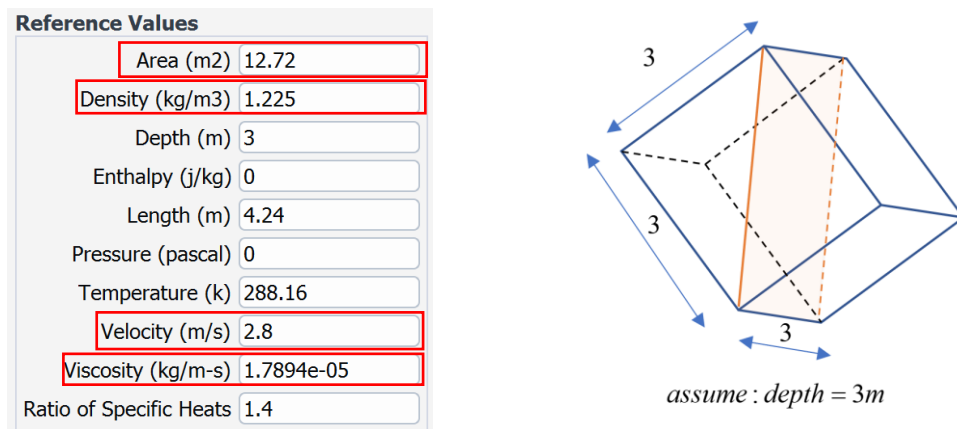 Reference Values
Area (m2) 12.72
Density (kg/m3) 1.225
Depth (m) 3
Enthalpy (j/kg) 0
Length (m) 4.24
Pressure (pascal) 0
Temperature (k) 288.16
Velocity (m/s) 2.8
Viscosity (kg/m-s) 1.7894e-05
Ratio of Specific Heats 1.4
3
3
3
assume : depth = 3m